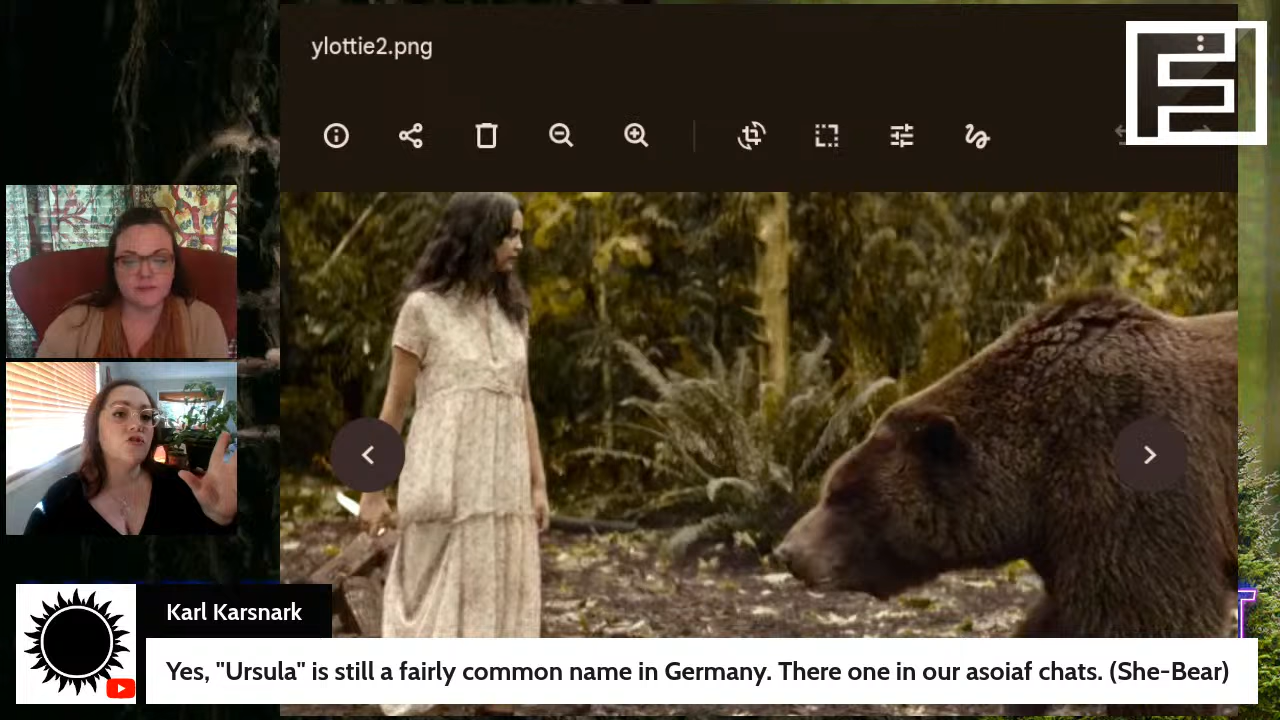 ylottie2.png
Karl Karsnark
Yes, "Ursula" is still a fairly common name in Germany. There one in our asoiaf chats. (She-Bear)